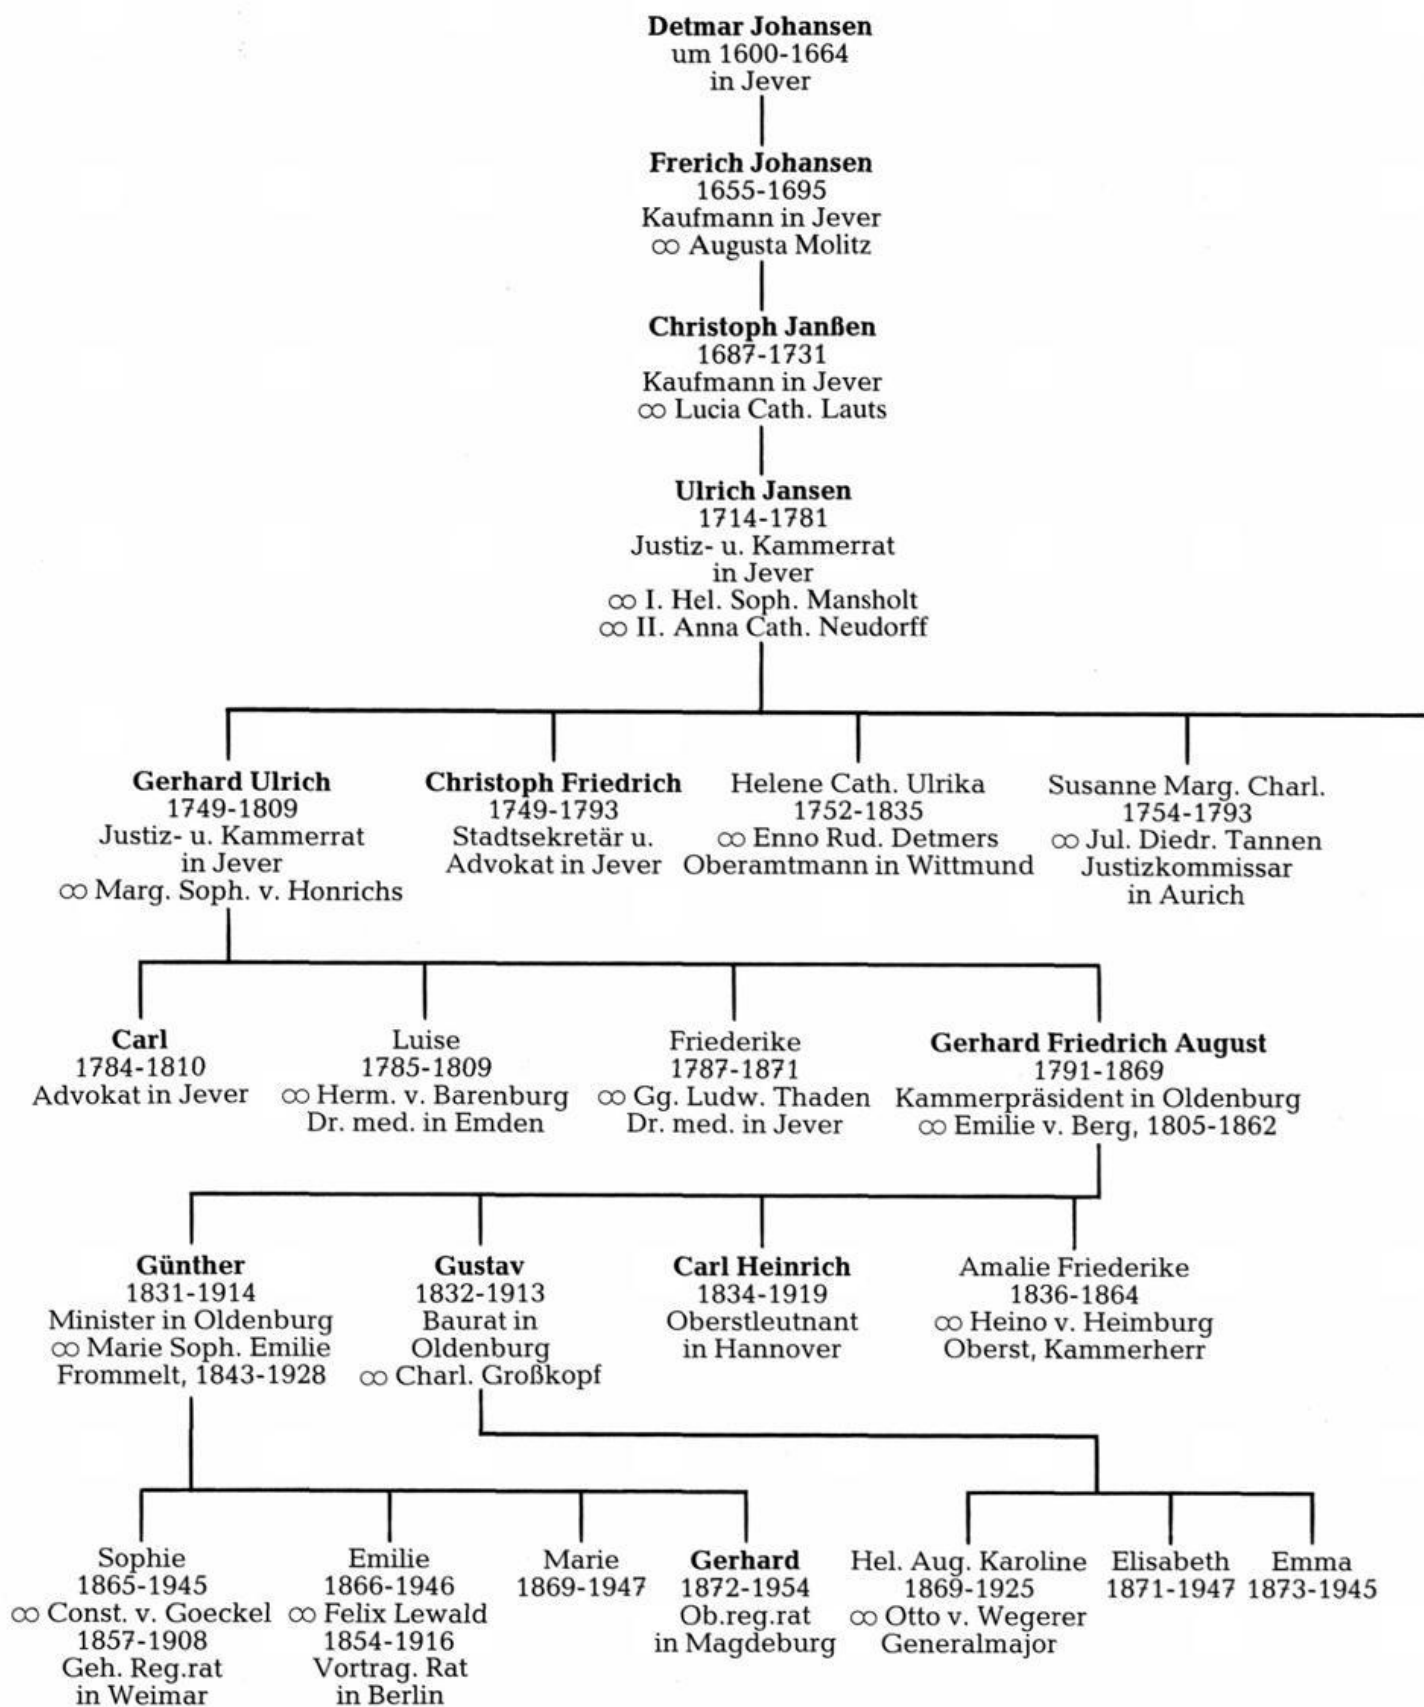 Detmar Johansen
um 1600-1664
in Jever
Frerich Johansen
1655-1695
Kaufmann in Jever
∞ Augusta Molitz
Christoph Janßen
1687-1731
Kaufmann in Jever
∞ Lucia Cath. Lauts
Ulrich Jansen
1714-1781
Justiz- u. Kammerrat
in Jever
∞ I. Hel. Soph. Mansholt
∞ II. Anna Cath. Neudorff
Gerhard Ulrich
1749-1809
Justiz- u. Kammerrat
in Jever
∞ Marg. Soph. v. Honrichs
Christoph Friedrich
1749-1793
Stadtsekretär u.
Advokat in Jever
Helene Cath. Ulrika
1752-1835
∞ Enno Rud. Detmers
Oberamtmann in Wittmund
Susanne Marg. Charl.
1754-1793
∞ Jul. Diedr. Tannen
Justizkommissar
in Aurich
Carl
1784-1810
Advokat in Jever
Luise
1785-1809
∞ Herm. v. Barenburg
Dr. med. in Emden
Friederike
1787-1871
∞ Gg. Ludw. Thaden
Dr. med. in Jever
Gerhard Friedrich August
1791-1869
Kammerpräsident in Oldenburg
∞ Emilie v. Berg, 1805-1862
Günther
1831-1914
Minister in Oldenburg
∞ Marie Soph. Emilie
Frommelt, 1843-1928
Gustav
1832-1913
Baurat in
Oldenburg
∞ Charl. Großkopf
Carl Heinrich
1834-1919
Oberstleutnant
in Hannover
Amalie Friederike
1836-1864
∞ Heino v. Heimburg
Oberst, Kammerherr
Sophie
1865-1945
∞ Const. v. Goeckel
1857-1908
Geh. Reg.rat
in Weimar
Emilie
1866-1946
∞ Felix Lewald
1854-1916
Vortrag. Rat
in Berlin
Marie
1869-1947
Gerhard
1872-1954
Ob.reg.rat
in Magdeburg
Hel. Aug. Karoline
1869-1925
∞ Otto v. Wegerer
Generalmajor
Elisabeth
1871-1947
Emma
1873-1945